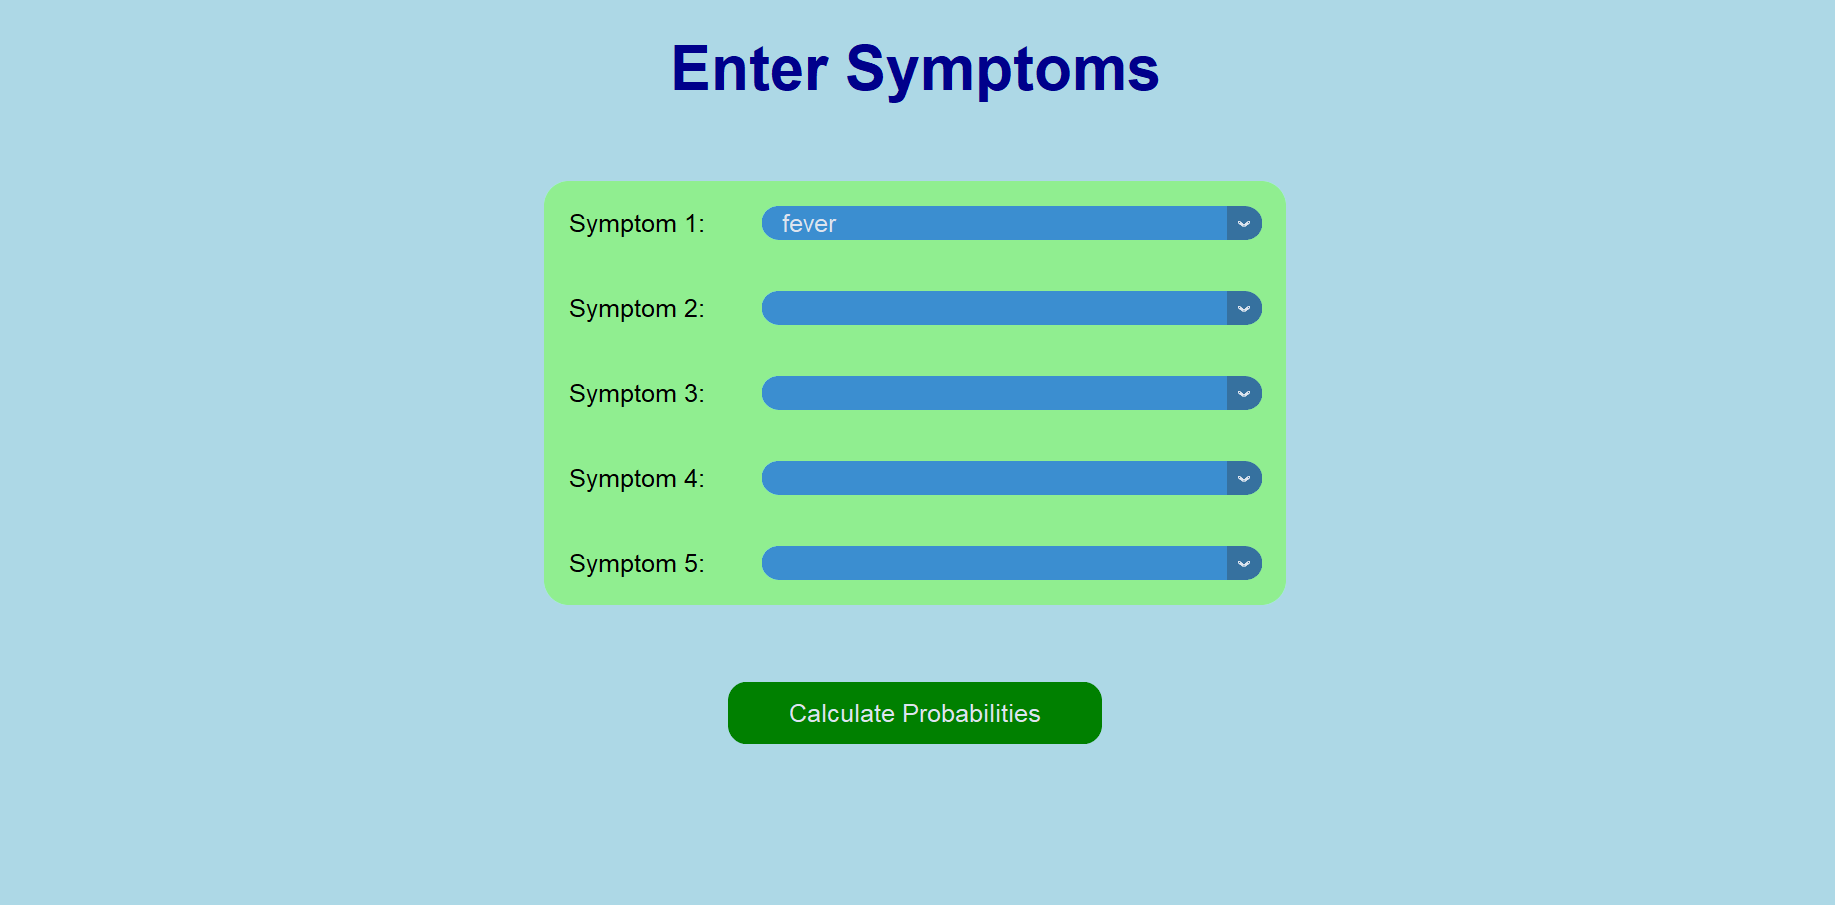 Enter Symptoms
Symptom 1: fever
Symptom 2:
Symptom 3:
Symptom 4:
Symptom 5:
Calculate Probabilities